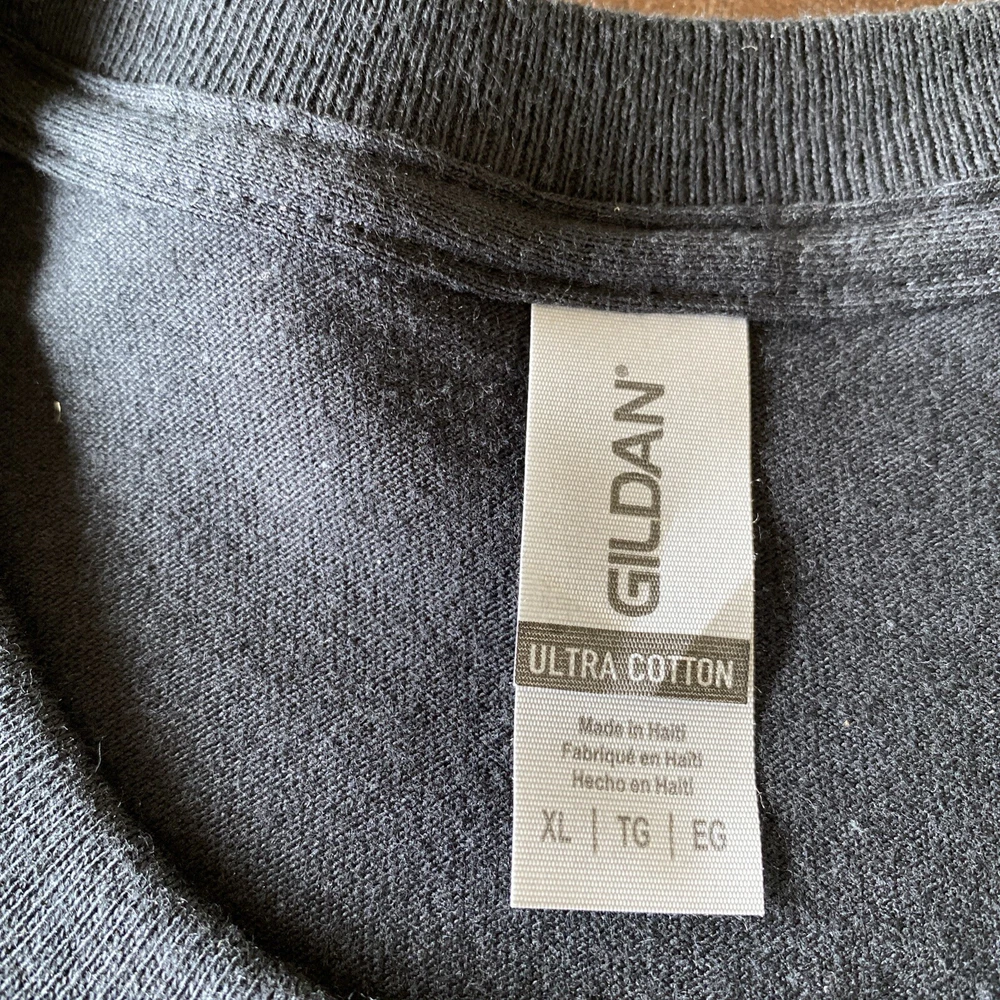 GILDAN®
ULTRA COTTON
Made in Haiti
Fabriqué en Haïti
Hecho en Haití
XL | TG | EG